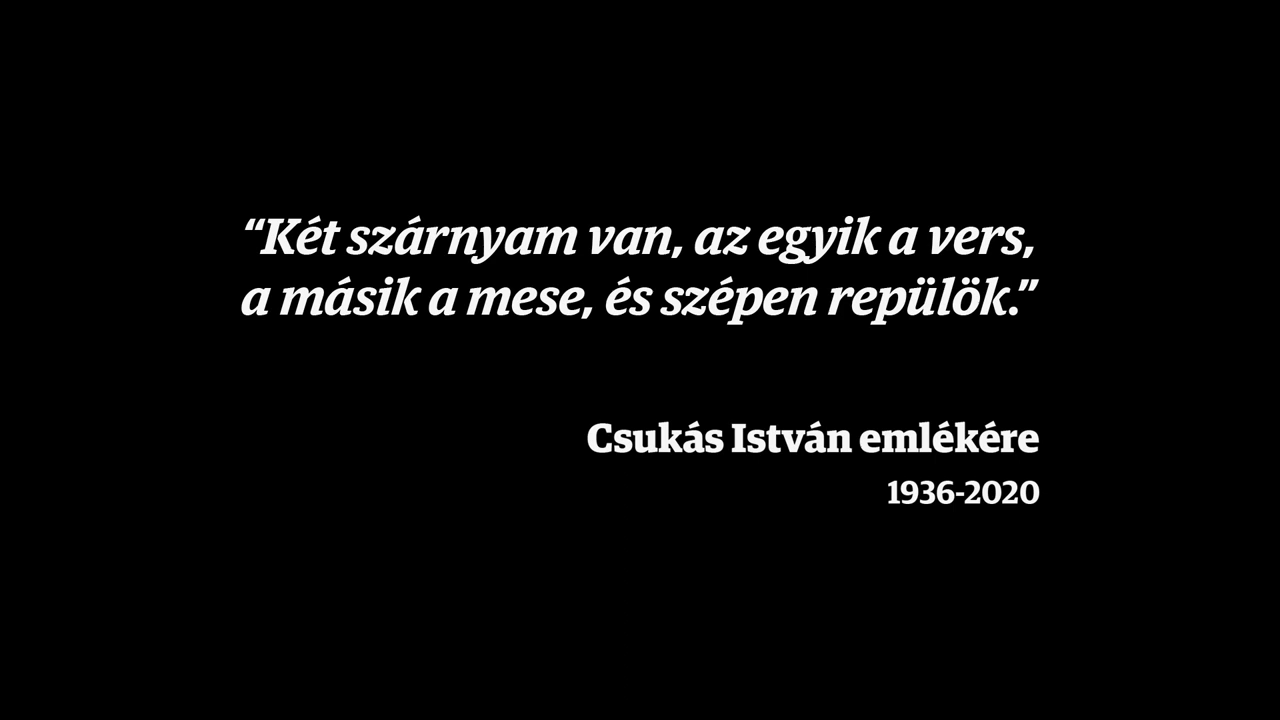 “Két szárnyam van, az egyik a vers,
a másik a mese, és szépen repülök.”
Csukás István emlékére
1936-2020